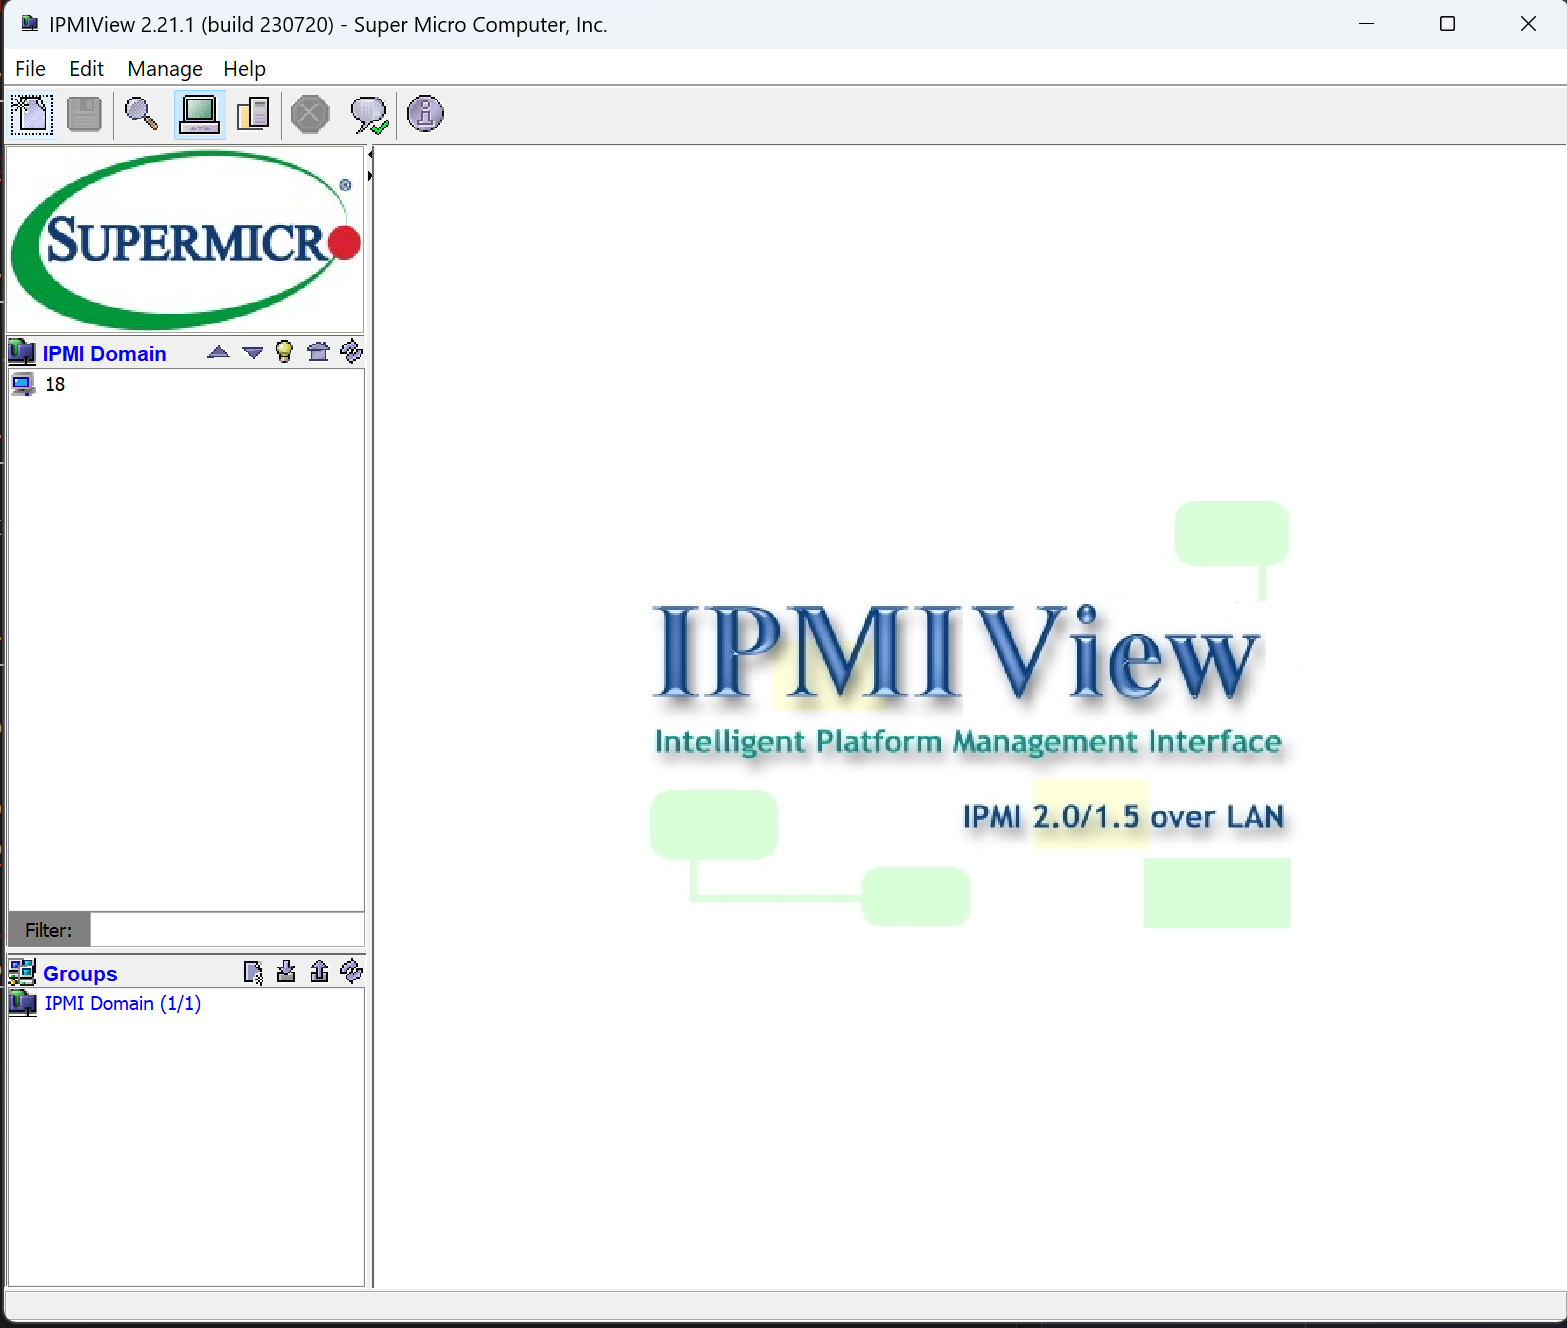 IPMIView 2.21.1 (build 230720) - Super Micro Computer, Inc.
File Edit Manage Help
SUPERMICR ®
IPMI Domain
18
Filter:
Groups
IPMI Domain (1/1)
IPMIView
Intelligent Platform Management Interface
IPMI 2.0/1.5 over LAN